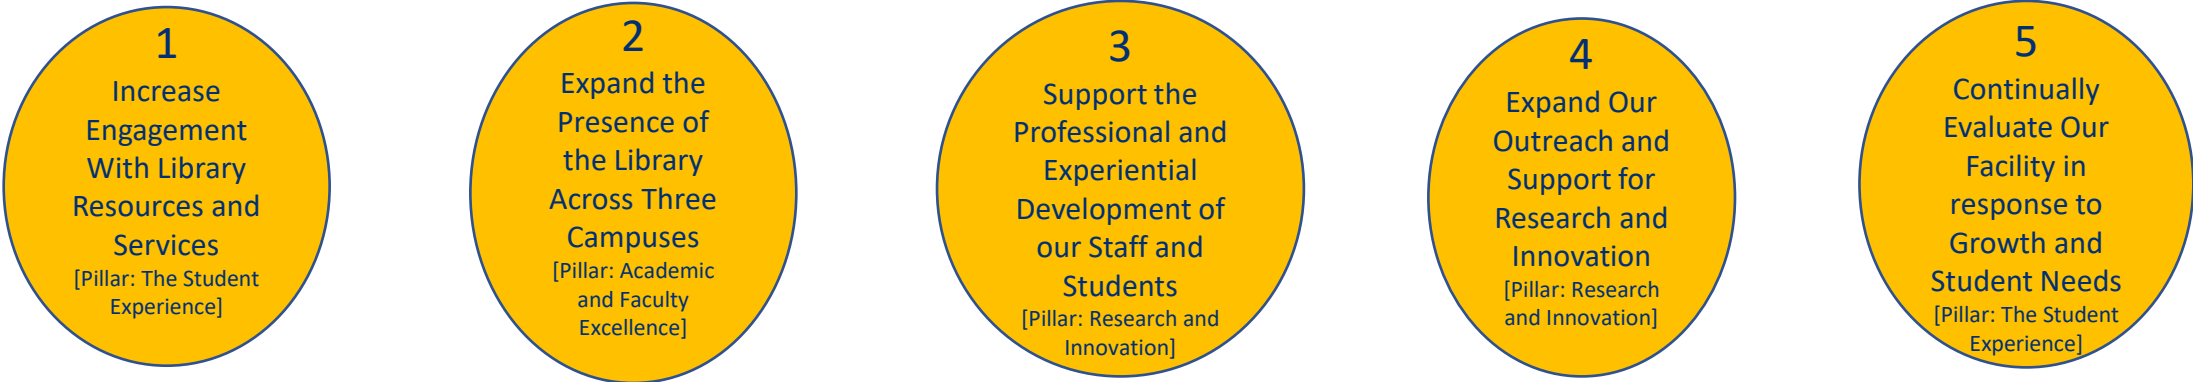 1
Increase
Engagement
With Library
Resources and
Services
[Pillar: The Student
Experience]
2
Expand the
Presence of
the Library
Across Three
Campuses
[Pillar: Academic
and Faculty
Excellence]
3
Support the
Professional and
Experiential
Development of
our Staff and
Students
[Pillar: Research and
Innovation]
4
Expand Our
Outreach and
Support for
Research and
Innovation
[Pillar: Research
and Innovation]
5
Continually
Evaluate Our
Facility in
response to
Growth and
Student Needs
[Pillar: The Student
Experience]